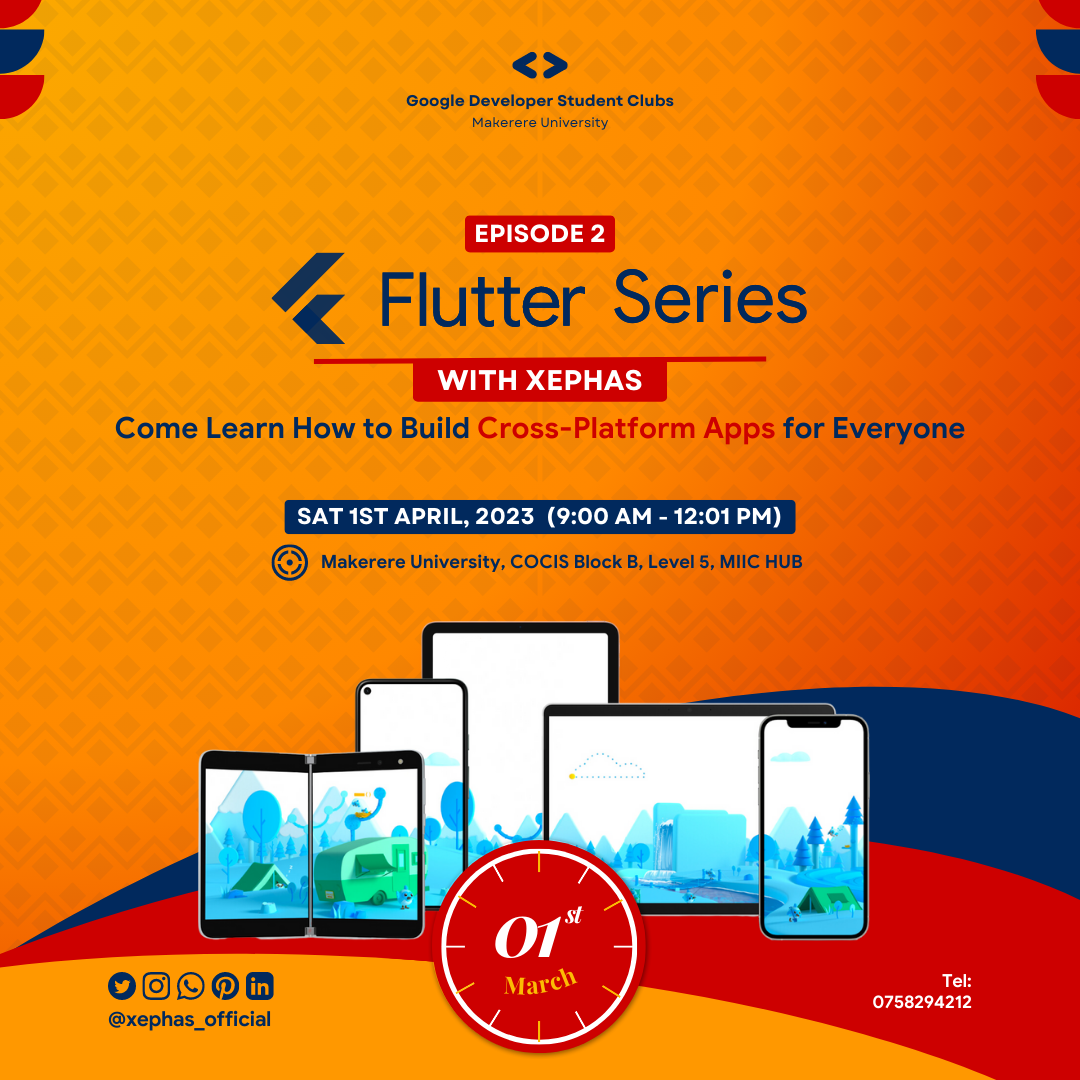 Google Developer Student Clubs
Makerere University
EPISODE 2
Flutter Series
WITH XEPHAS
Come Learn How to Build Cross-Platform Apps for Everyone
SAT 1ST APRIL, 2023 (9:00 AM - 12:01 PM)
Makerere University, COCIS Block B, Level 5, MIIC HUB
01st
March
@xephas_official
Tel:
0758294212